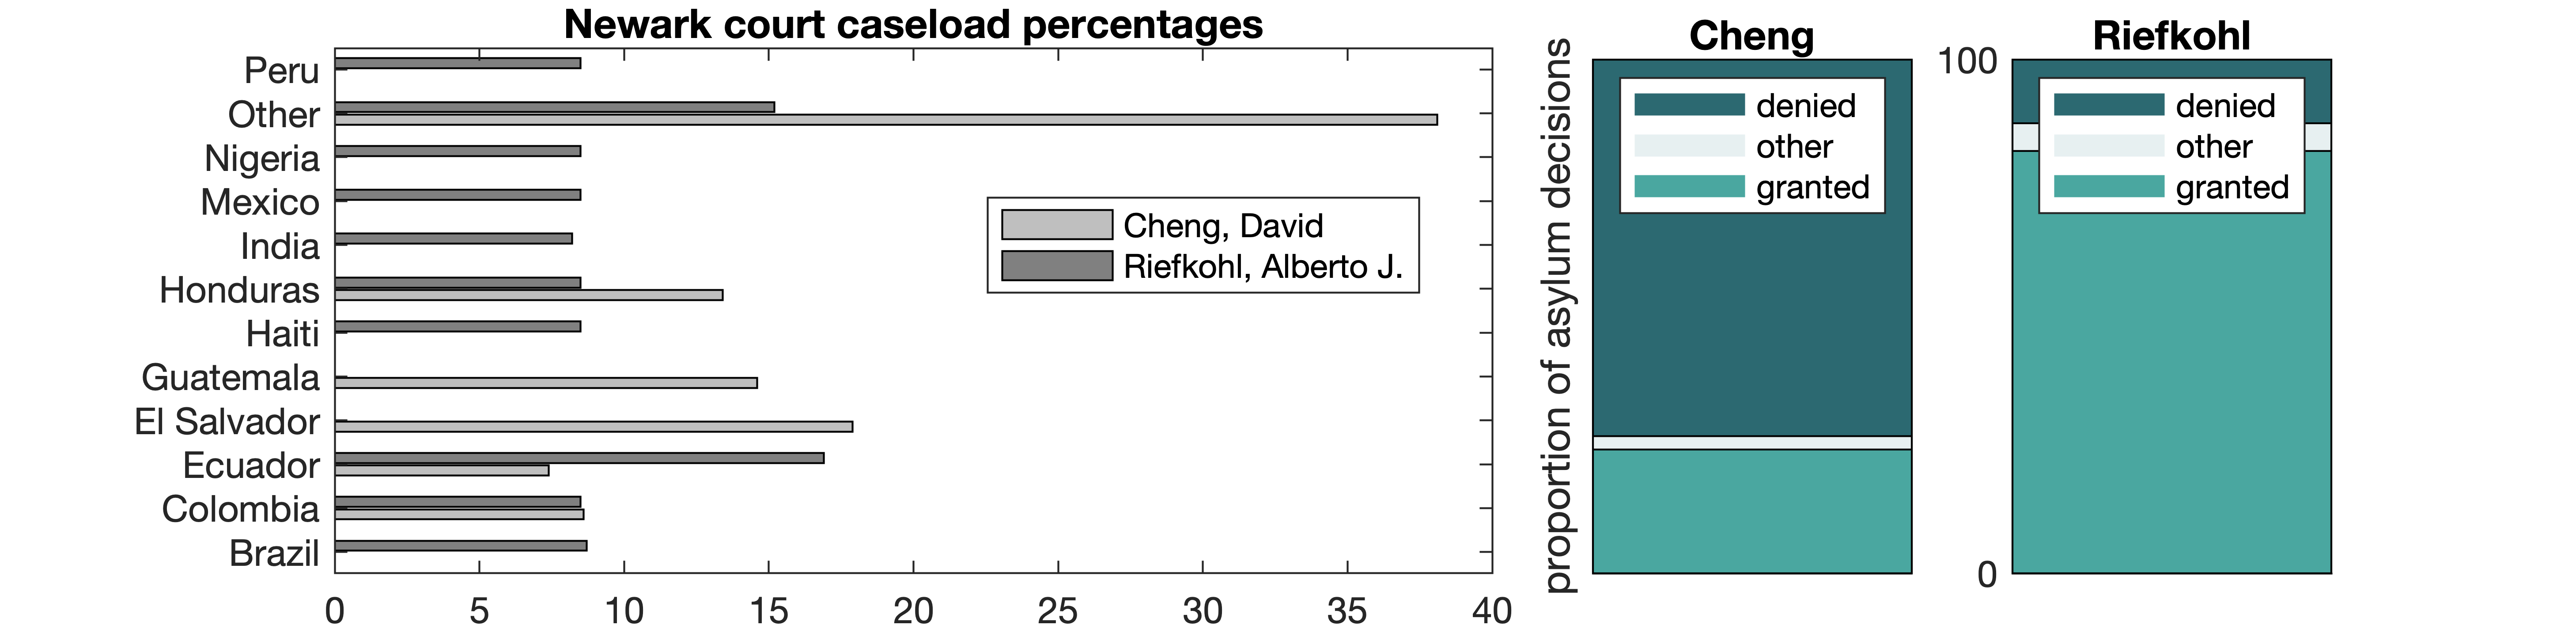 Newark court caseload percentages
Peru
Other
Nigeria
Mexico
India
Honduras
Haiti
Guatemala
El Salvador
Ecuador
Colombia
Brazil
0 5 10 15 20 25 30 35 40
Cheng, David
Riefkohl, Alberto J.
proportion of asylum decisions
Cheng
denied
other
granted
Riefkohl
100
0
denied
other
granted